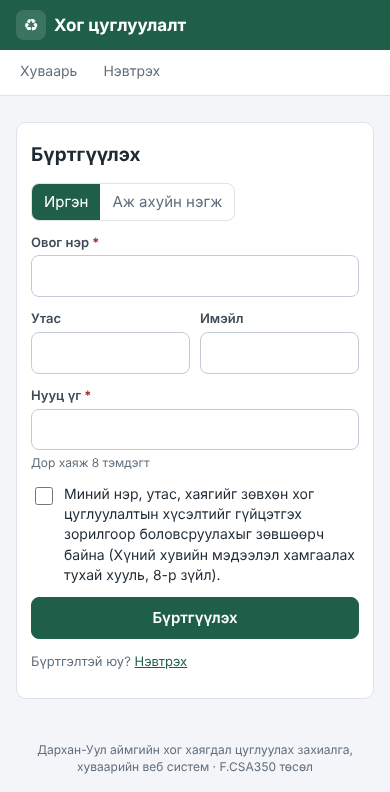 ♻ Хог цуглуулалт
Хуваарь Нэвтрэх
Бүртгүүлэх
Иргэн Аж ахуйн нэгж
Овог нэр *
Утас Имэйл
Нууц үг *
Дор хаяж 8 тэмдэгт
Миний нэр, утас, хаягийг зөвхөн хог
цуглуулалтын хүсэлтийг гүйцэтгэх
зорилгоор боловсруулахыг зөвшөөрч
байна (Хүний хувийн мэдээлэл хамгаалах
тухай хууль, 8-р зүйл).
Бүртгүүлэх
Бүртгэлтэй юу? Нэвтрэх
Дархан-Уул аймгийн хог хаягдал цуглуулах захиалга,
хуваарийн веб систем · F.CSA350 төсөл